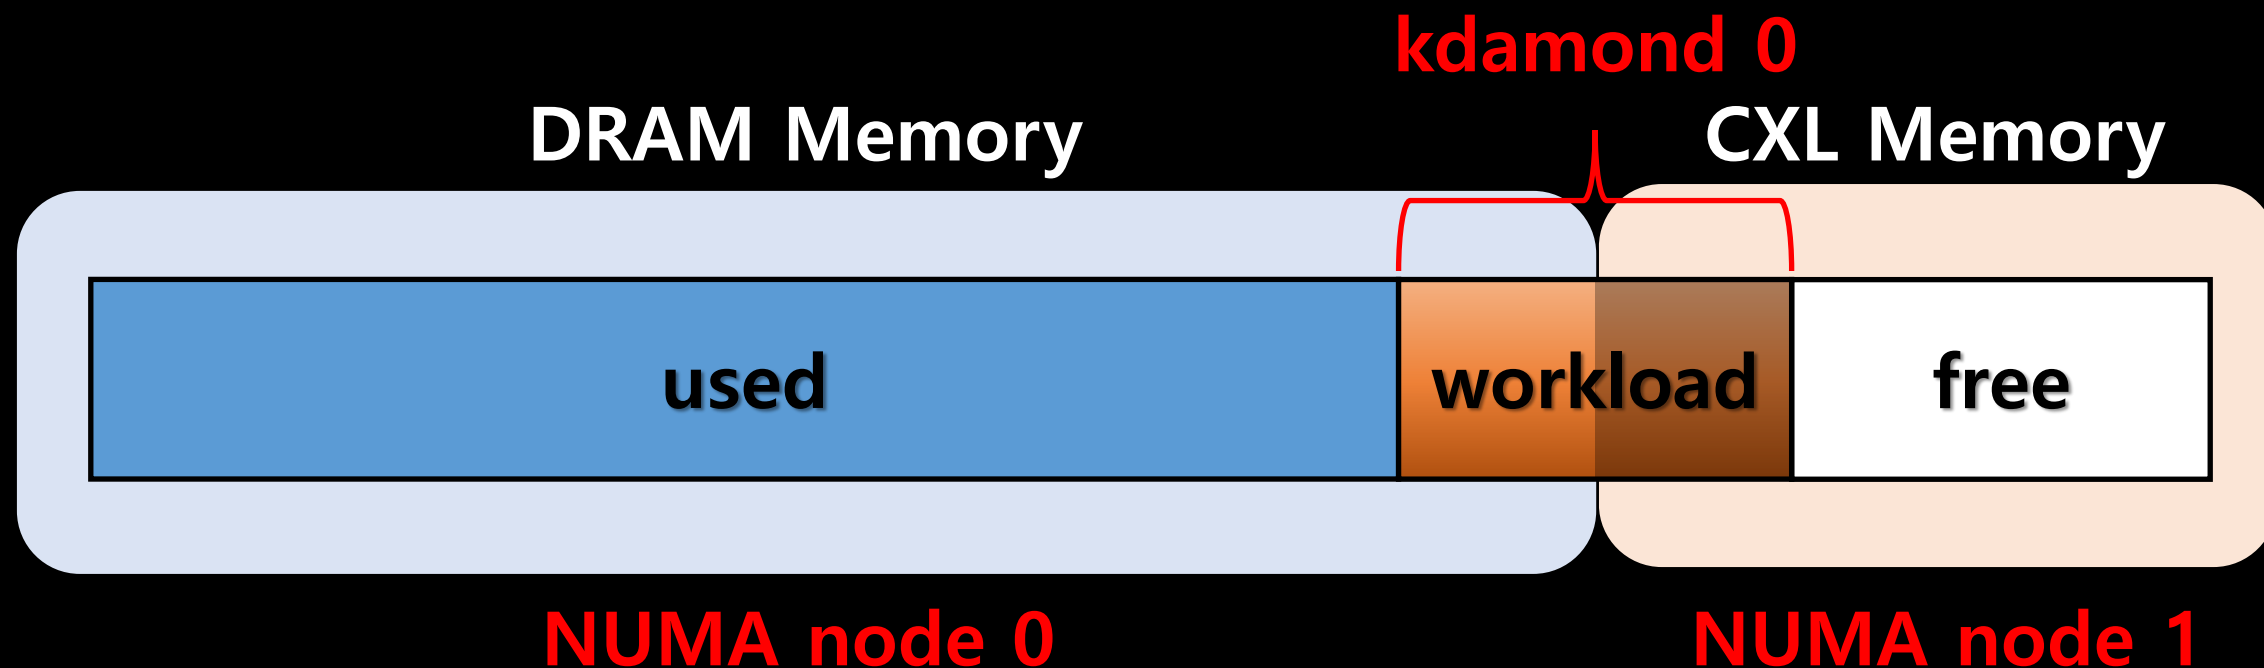 kdamond 0
DRAM Memory
CXL Memory
used
workload
free
NUMA node 0
NUMA node 1